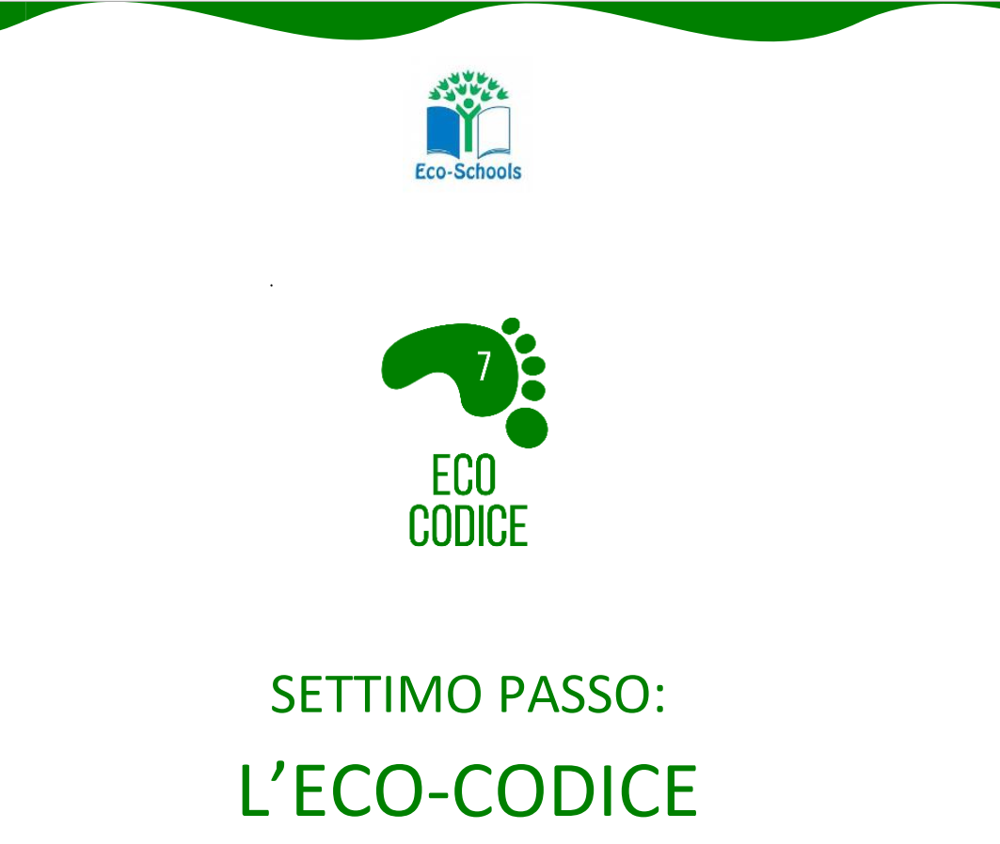 Eco-Schools
.
7
ECO
CODICE
SETTIMO PASSO:
L’ECO-CODICE